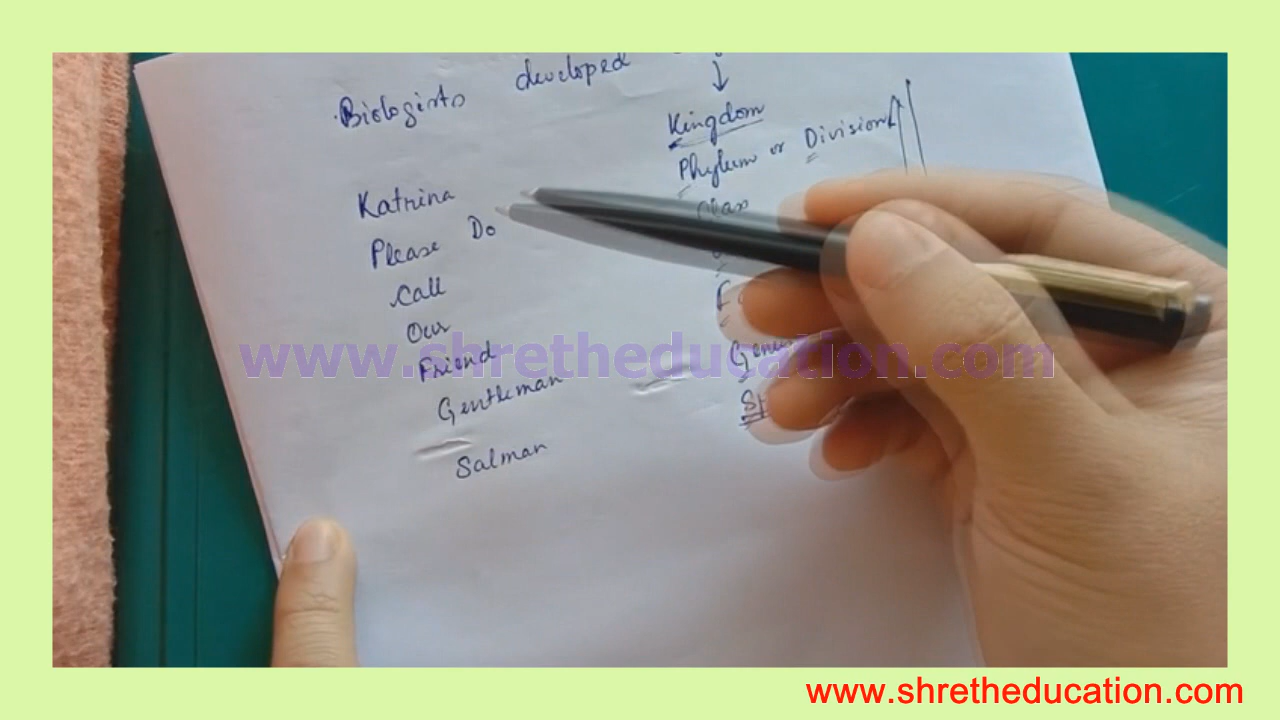 Biologists developed
Kingdom
Katrina Phylum or Division
Please Do Class
Call
Our
Friend
Gentleman
Salman
www.shretheducation.com
www.shretheducation.com